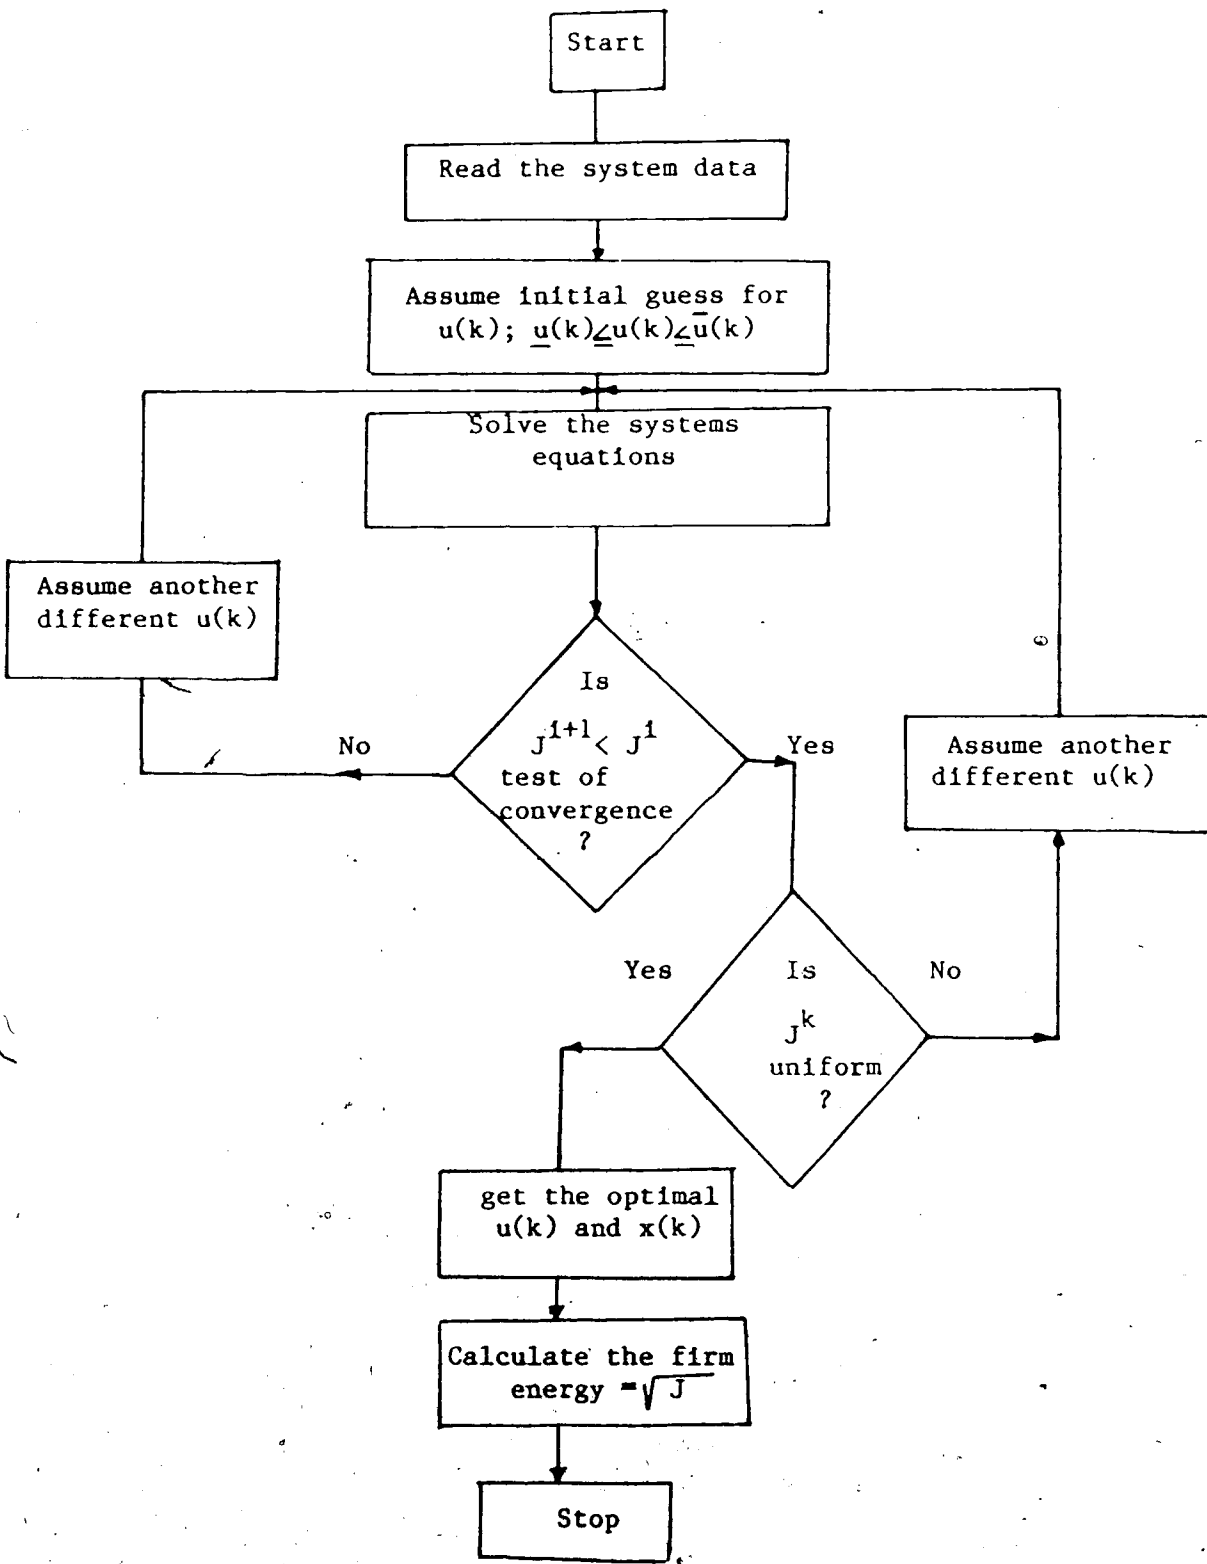 Start
Read the system data
Assume initial guess for
u(k); u̲(k)≤u(k)≤ū(k)
Solve the systems
equations
Assume another
different u(k)
Is
J^{i+1} < J^i
test of
convergence
?
No
Yes
Assume another
different u(k)
Yes
Is
J^k
uniform
?
No
get the optimal
u(k) and x(k)
Calculate the firm
energy =√J
Stop